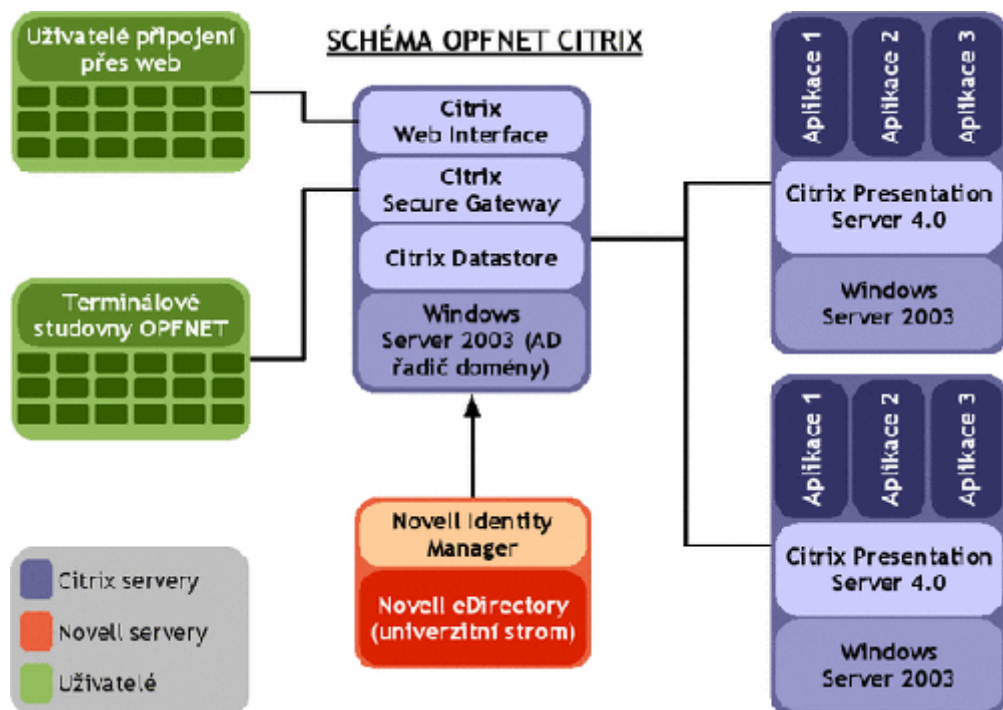 SCHÉMA OPFNET CITRIX
Uživatelé připojení
přes web
Terminálové
studovny OPFNET
Citrix
Web Interface
Citrix
Secure Gateway
Citrix Datastore
Windows
Server 2003 (AD
řadič domény)
Novell Identity
Manager
Novell eDirectory
(univerzitní strom)
Aplikace 1
Aplikace 2
Aplikace 3
Citrix Presentation
Server 4.0
Windows
Server 2003
Aplikace 1
Aplikace 2
Aplikace 3
Citrix Presentation
Server 4.0
Windows
Server 2003
Citrix servery
Novell servery
Uživatelé